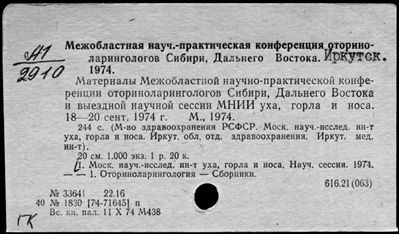 А1
2910
Межобластная науч.-практическая конференция оторино-
ларингологов Сибири, Дальнего Востока. Иркутск.
1974.
Материалы Межобластной научно-практической конфе-
ренции оториноларингологов Сибири, Дальнего Востока
и выездной научной сессии МНИИ уха, горла и носа.
18—20 сент. 1974 г. М., 1974.
244 с. (М-во здравоохранения РСФСР. Моск. науч.-исслед. ин-т
уха, горла и носа. Иркут. обл. отд. здравоохранения. Иркут. мед.
ин-т).
20 см. 1.000 экз. 1 р. 20 к.
I. Моск. науч.-исслед. ин-т уха, горла и носа. Науч. сессия. 1974.
— — 1. Оториноларингология — Сборники.
616.21 (063)
№ 33641 22.16
40 № 1830 [74-71645] п
Вс. кн. пал. 11 X 74 М438
ГК